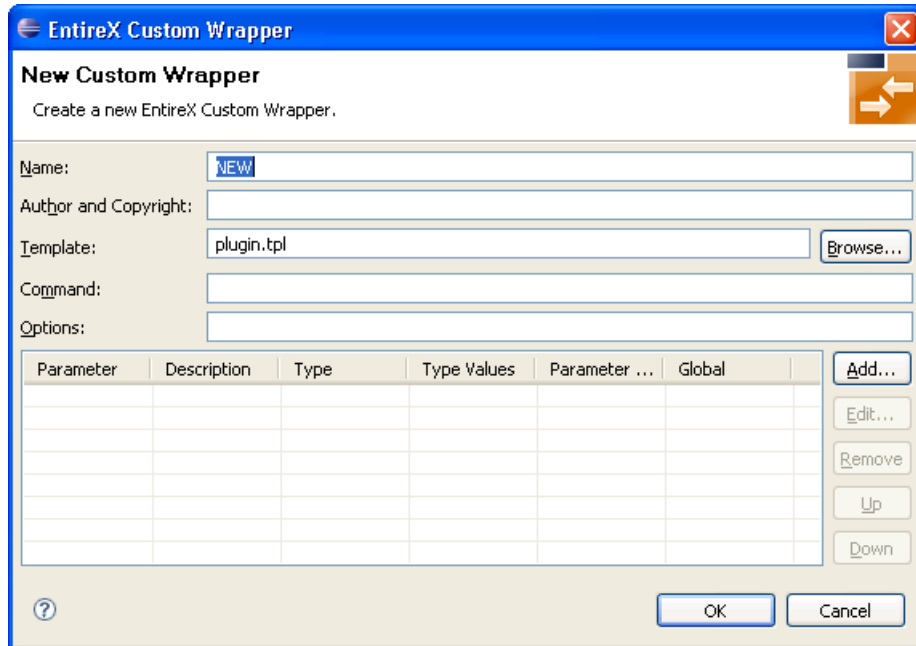 EntireX Custom Wrapper
New Custom Wrapper
Create a new EntireX Custom Wrapper.
Name: NEW
Author and Copyright:
Template: plugin.tpl Browse...
Command:
Options:
Parameter Description Type Type Values Parameter ... Global Add...
Edit...
Remove
Up
Down
? OK Cancel